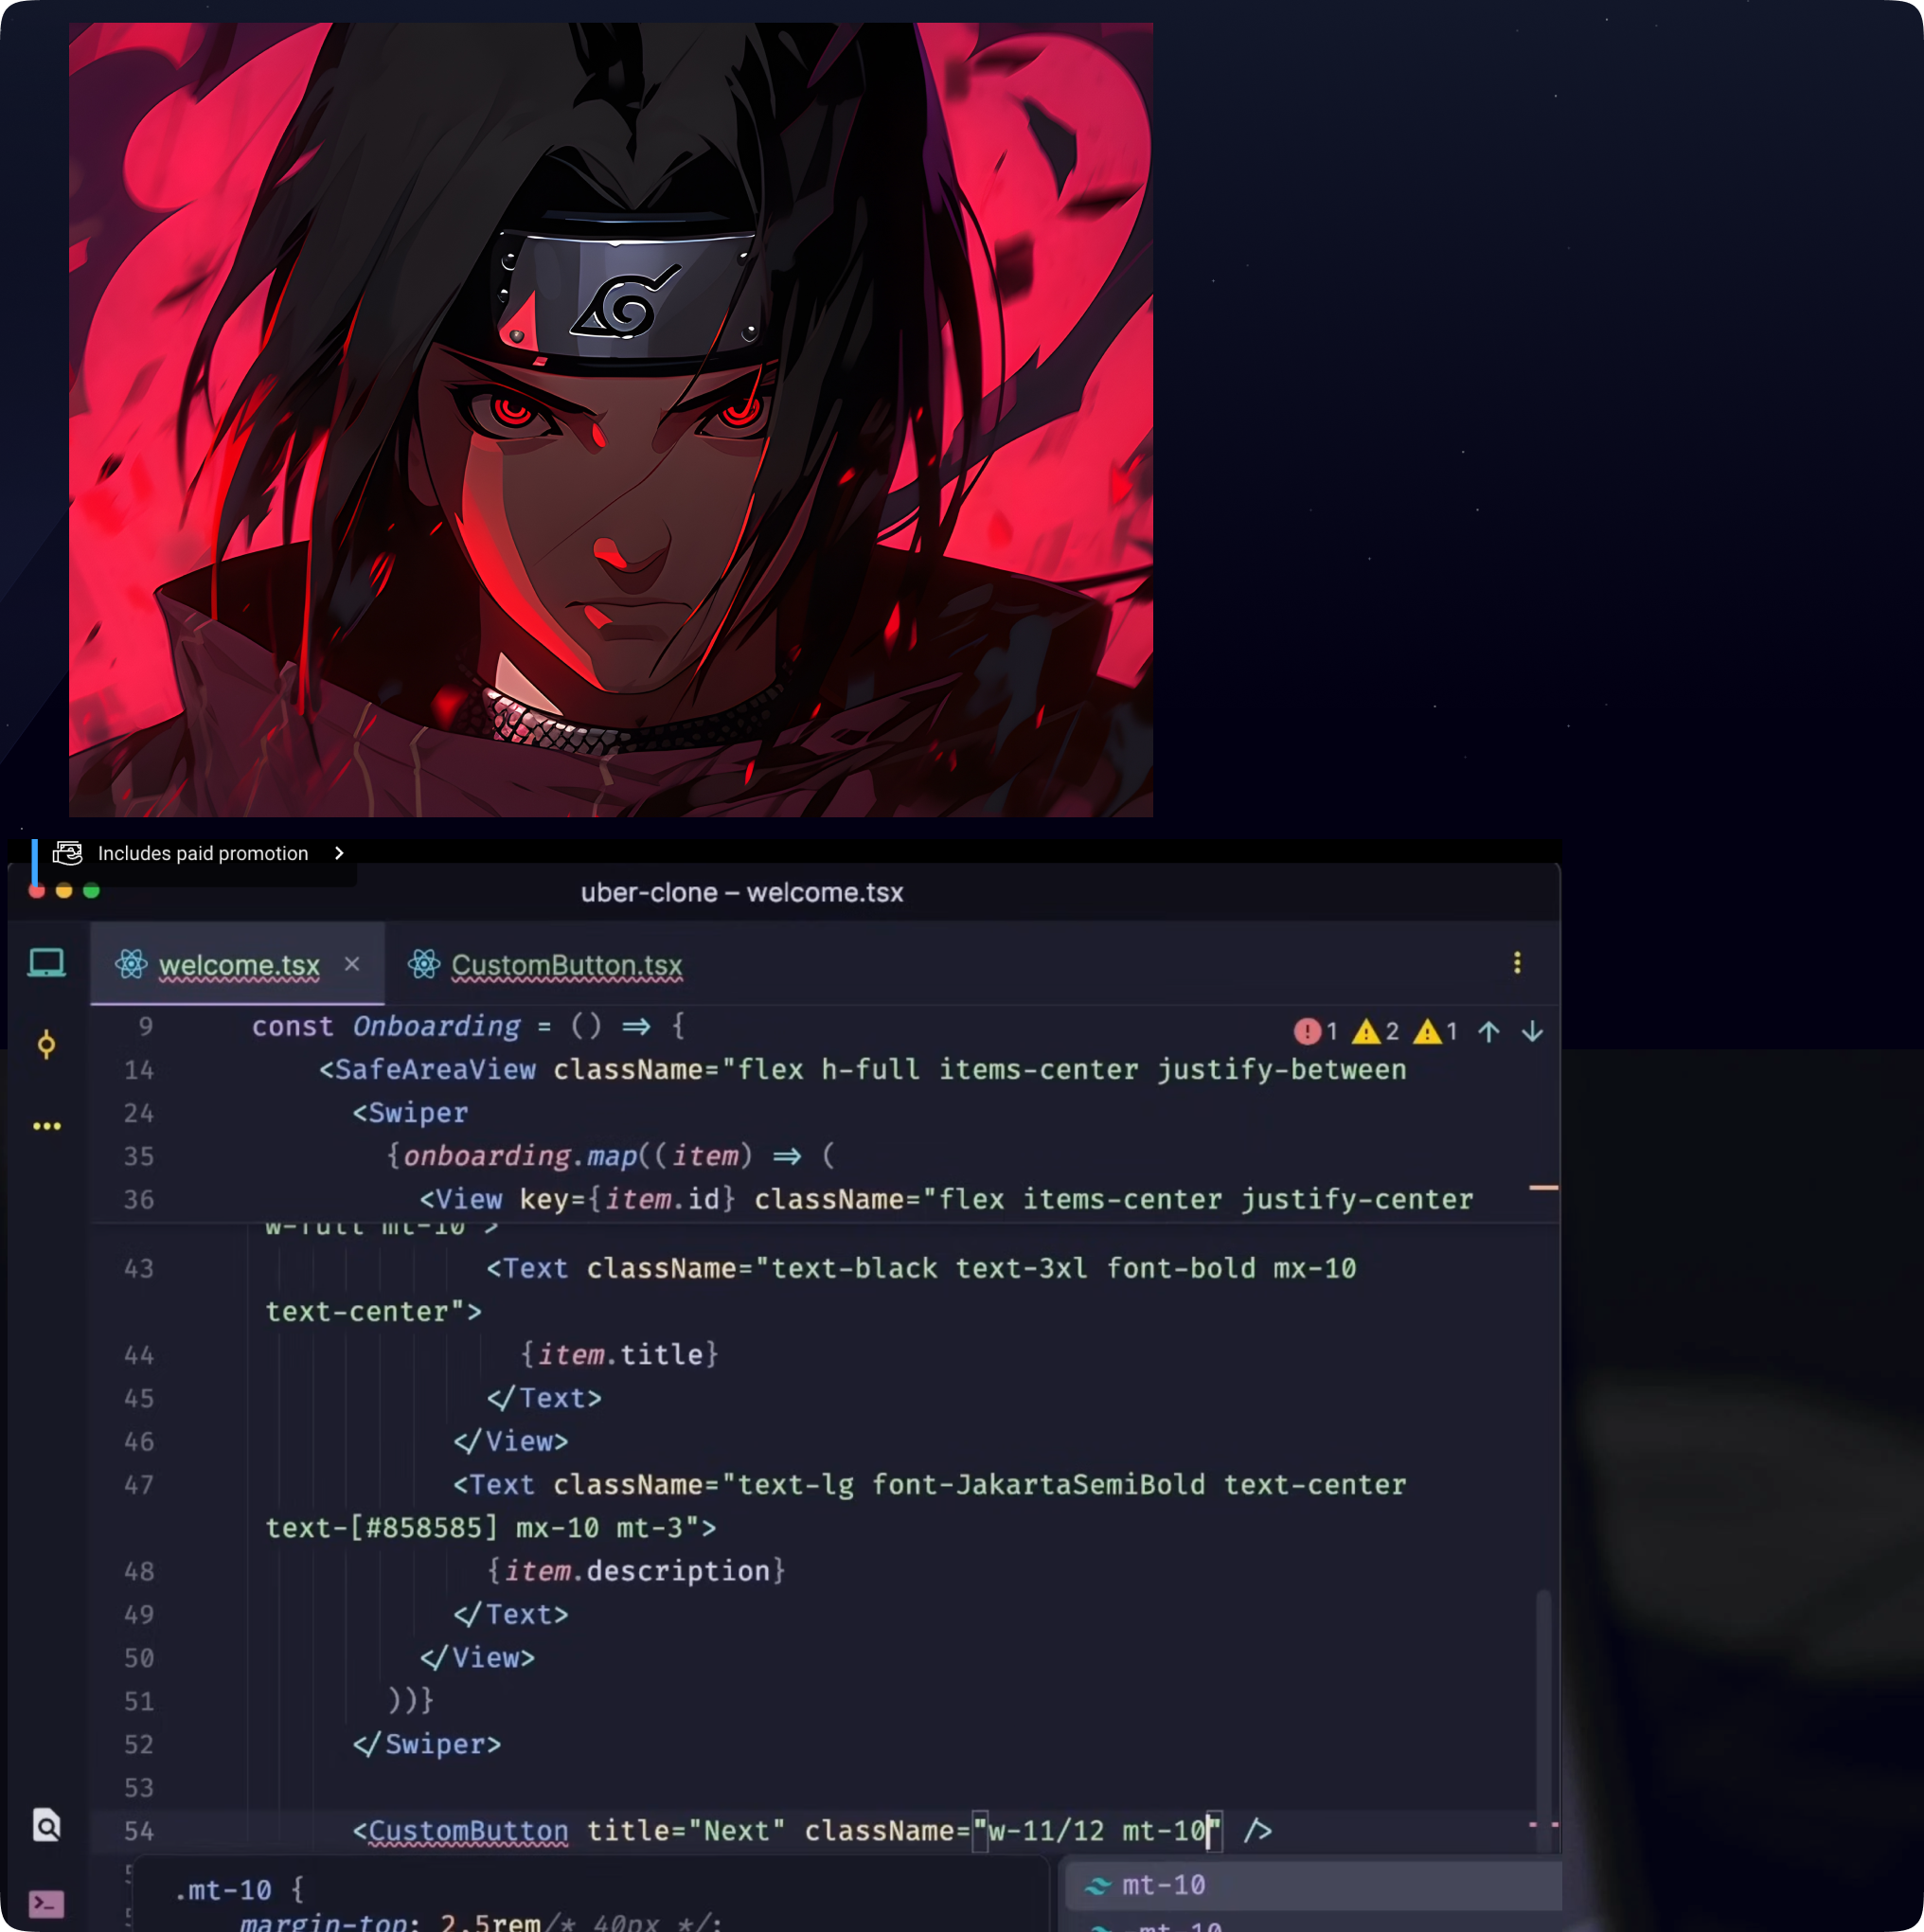 Includes paid promotion
uber-clone – welcome.tsx
welcome.tsx
CustomButton.tsx
9 const Onboarding = () => {
1 2 1
14 <SafeAreaView className="flex h-full items-center justify-between
24 <Swiper
35 {onboarding.map((item) => (
36 <View key={item.id} className="flex items-center justify-center
w-full mt-10">
43 <Text className="text-black text-3xl font-bold mx-10
text-center">
44 {item.title}
45 </Text>
46 </View>
47 <Text className="text-lg font-JakartaSemiBold text-center
text-[#858585] mx-10 mt-3">
48 {item.description}
49 </Text>
50 </View>
51 ))}
52 </Swiper>
53
54 <CustomButton title="Next" className="w-11/12 mt-10" />
.mt-10 {
margin-top: 2.5rem/* 40px */;
mt-10
-mt-10